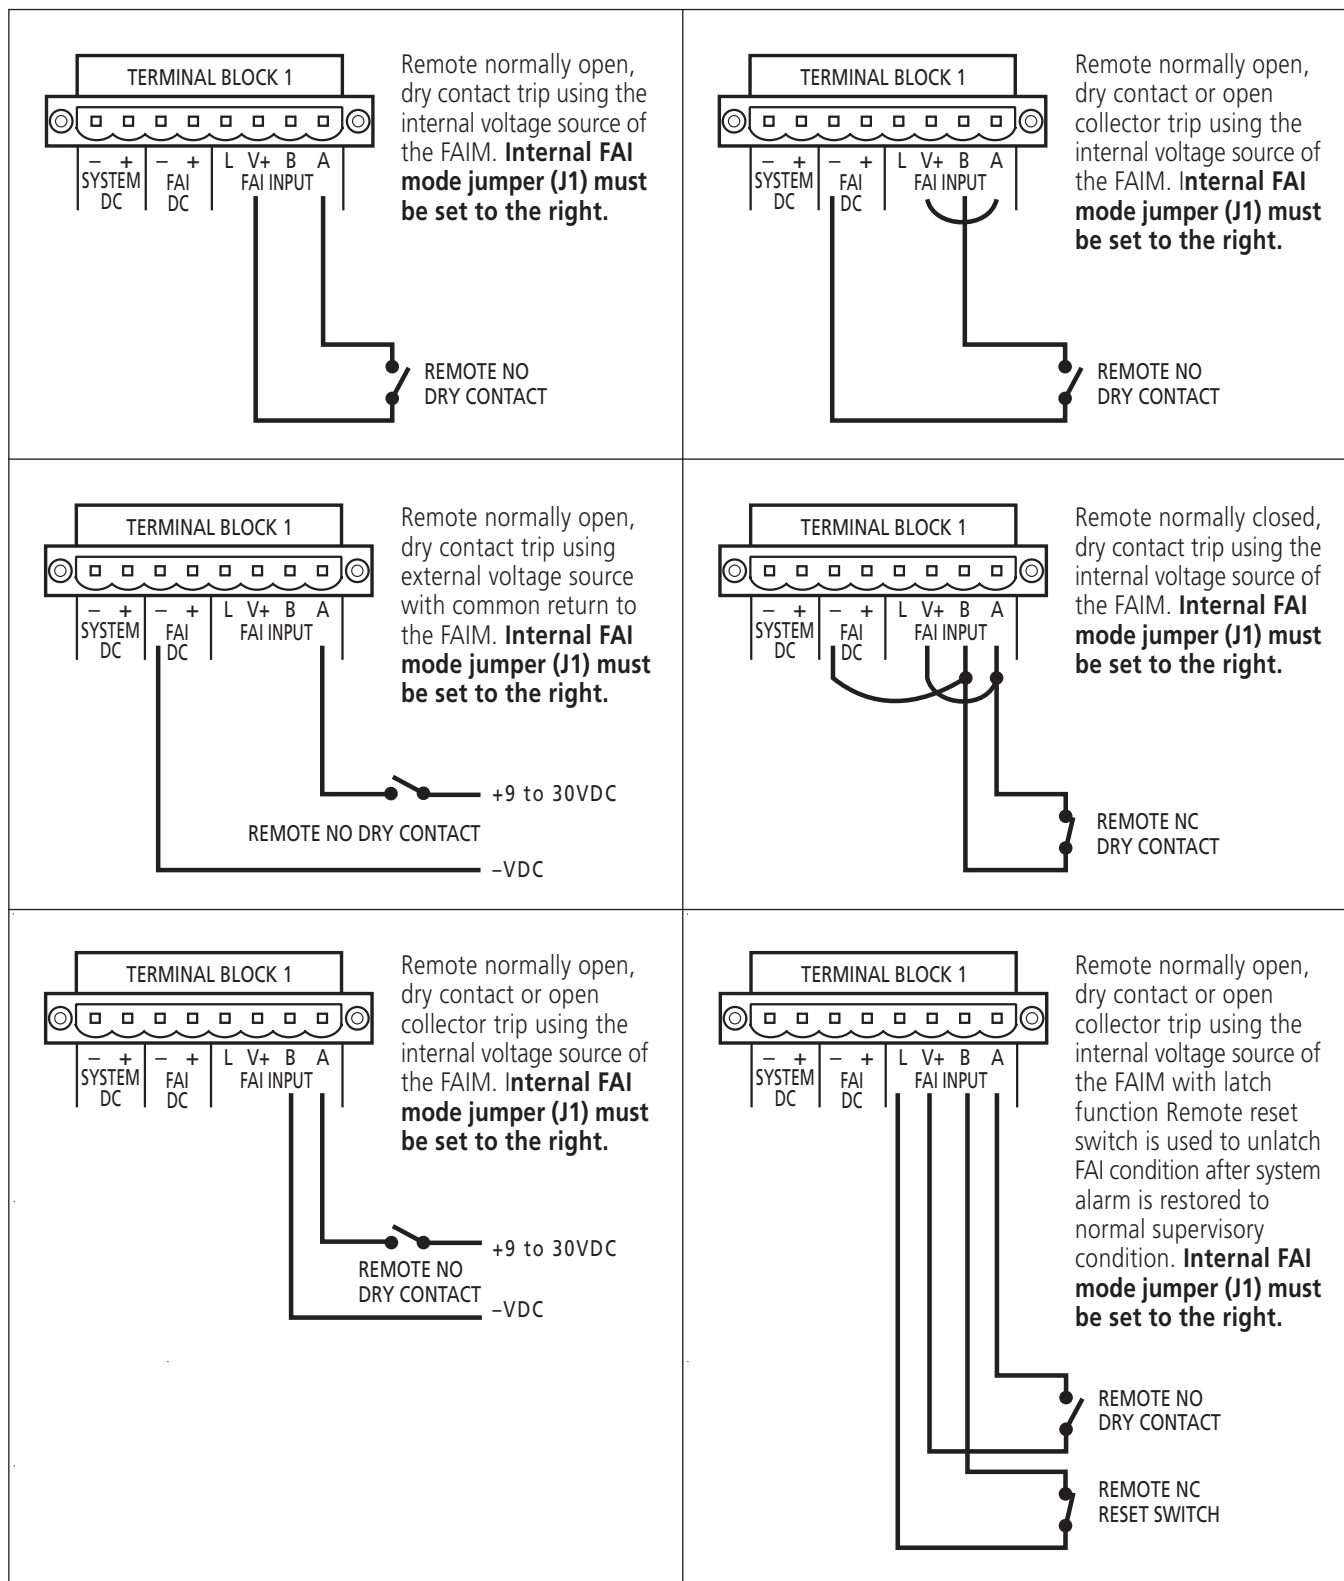 TERMINAL BLOCK 1
– + – + L V+ B A
SYSTEM DC
FAI DC
FAI INPUT
Remote normally open,
dry contact trip using the
internal voltage source of
the FAIM. Internal FAI
mode jumper (J1) must
be set to the right.
REMOTE NO
DRY CONTACT
TERMINAL BLOCK 1
– + – + L V+ B A
SYSTEM DC
FAI DC
FAI INPUT
Remote normally open,
dry contact or open
collector trip using the
internal voltage source of
the FAIM. Internal FAI
mode jumper (J1) must
be set to the right.
REMOTE NO
DRY CONTACT
TERMINAL BLOCK 1
– + – + L V+ B A
SYSTEM DC
FAI DC
FAI INPUT
Remote normally open,
dry contact trip using
external voltage source
with common return to
the FAIM. Internal FAI
mode jumper (J1) must
be set to the right.
+9 to 30VDC
REMOTE NO DRY CONTACT
–VDC
TERMINAL BLOCK 1
– + – + L V+ B A
SYSTEM DC
FAI DC
FAI INPUT
Remote normally closed,
dry contact trip using the
internal voltage source of
the FAIM. Internal FAI
mode jumper (J1) must
be set to the right.
REMOTE NC
DRY CONTACT
TERMINAL BLOCK 1
– + – + L V+ B A
SYSTEM DC
FAI DC
FAI INPUT
Remote normally open,
dry contact or open
collector trip using the
internal voltage source of
the FAIM. Internal FAI
mode jumper (J1) must
be set to the right.
+9 to 30VDC
REMOTE NO
DRY CONTACT
–VDC
TERMINAL BLOCK 1
– + – + L V+ B A
SYSTEM DC
FAI DC
FAI INPUT
Remote normally open,
dry contact or open
collector trip using the
internal voltage source of
the FAIM with latch
function Remote reset
switch is used to unlatch
FAI condition after system
alarm is restored to
normal supervisory
condition. Internal FAI
mode jumper (J1) must
be set to the right.
REMOTE NO
DRY CONTACT
REMOTE NC
RESET SWITCH